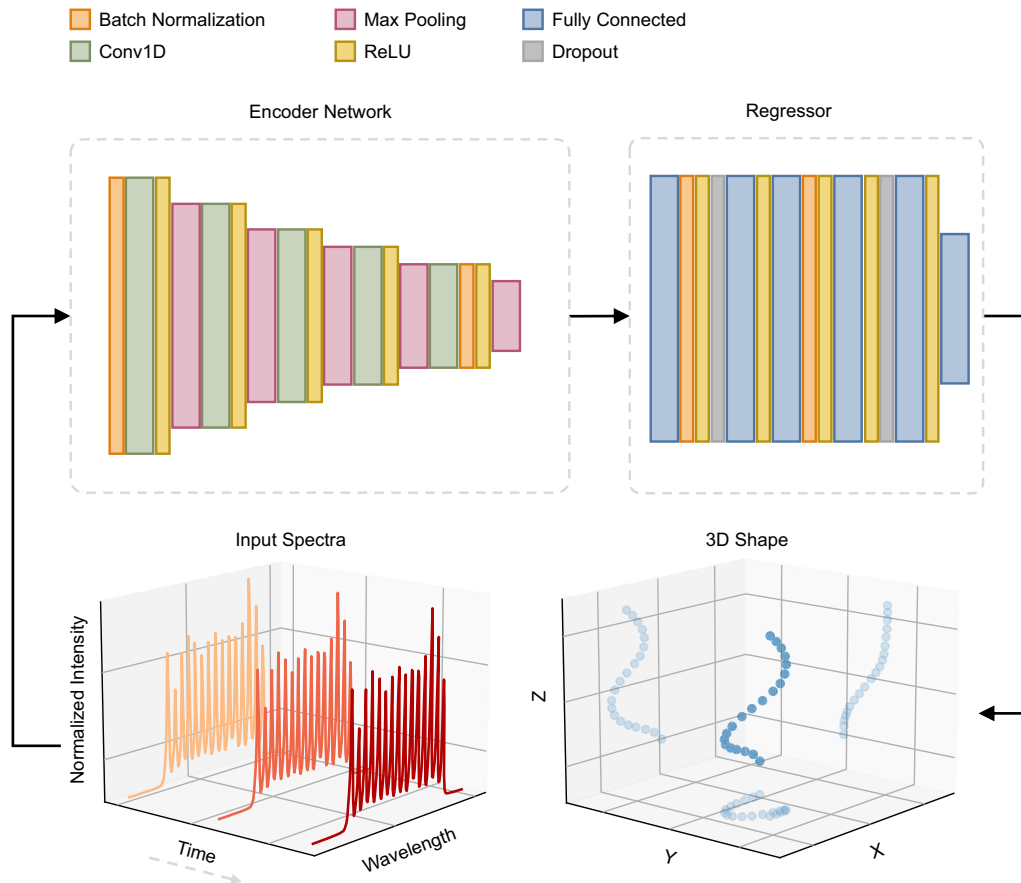 Batch Normalization
Max Pooling
Fully Connected
Conv1D
ReLU
Dropout
Encoder Network
Regressor
Input Spectra
3D Shape
Normalized Intensity
Time
Wavelength
Z
Y
X